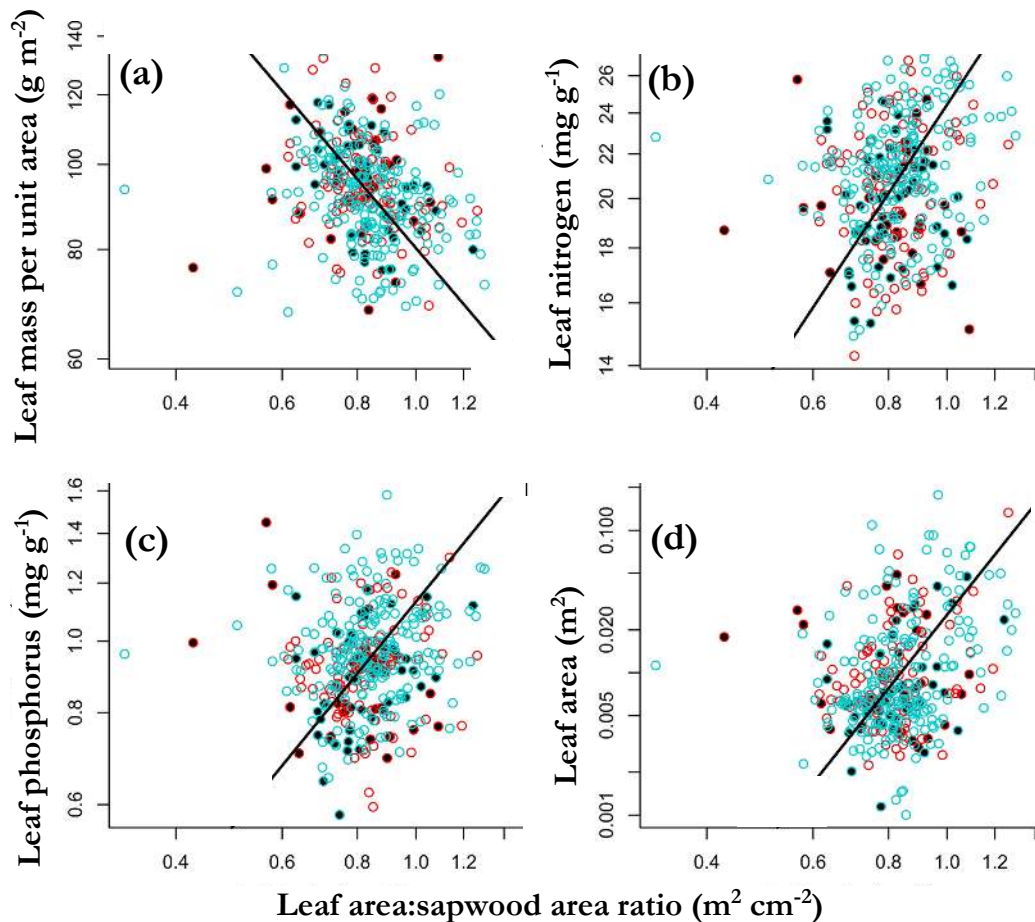 Leaf mass per unit area (g m⁻²)
140
120
100
80
60
(a)
0.4 0.6 0.8 1.0 1.2
Leaf nitrogen (mg g⁻¹)
26
24
22
20
18
16
14
(b)
0.4 0.6 0.8 1.0 1.2
Leaf phosphorus (mg g⁻¹)
1.6
1.4
1.2
1.0
0.8
0.6
(c)
0.4 0.6 0.8 1.0 1.2
Leaf area (m²)
0.100
0.020
0.005
0.001
(d)
0.4 0.6 0.8 1.0 1.2
Leaf area:sapwood area ratio (m² cm⁻²)